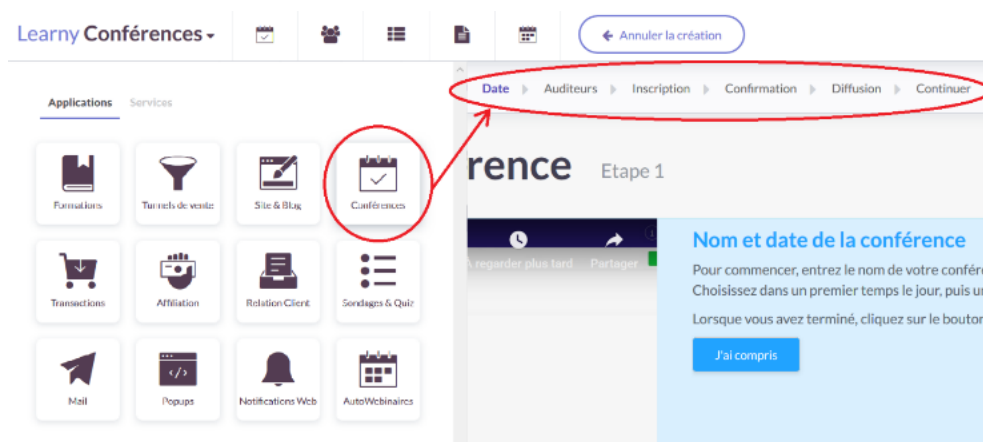 Learny Conférences
Annuler la création
Applications Services
Date Auditeurs Inscription Confirmation Diffusion Continuer
rence Etape 1
Formations Tunnels de vente Site & Blog Conférences
Transactions Affiliation Relation Client Sondages & Quiz
Mail Popups Notifications Web AutoWebinaires
À regarder plus tard Partager
Nom et date de la conférence
Pour commencer, entrez le nom de votre confére
Choisissez dans un premier temps le jour, puis u
Lorsque vous avez terminé, cliquez sur le bouton
J'ai compris